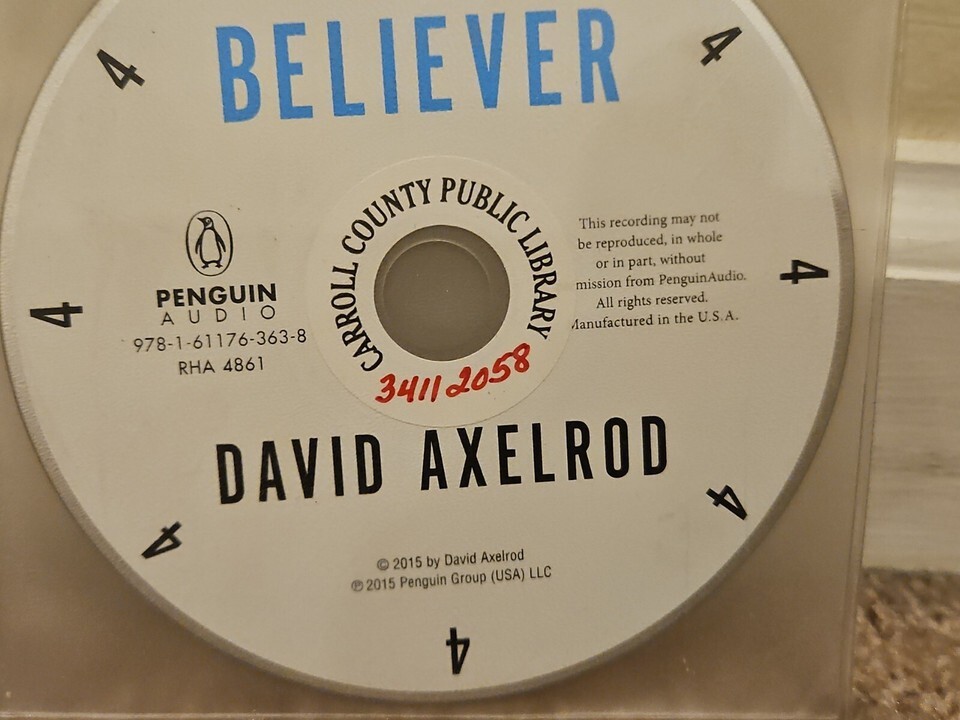 BELIEVER
4
4
CARROLL COUNTY PUBLIC LIBRARY
34112058
PENGUIN
AUDIO
978-1-61176-363-8
RHA 4861
This recording may not
be reproduced, in whole
or in part, without
mission from PenguinAudio.
All rights reserved.
Manufactured in the U.S.A.
4
4
DAVID AXELROD
4
4
© 2015 by David Axelrod
℗ 2015 Penguin Group (USA) LLC
4